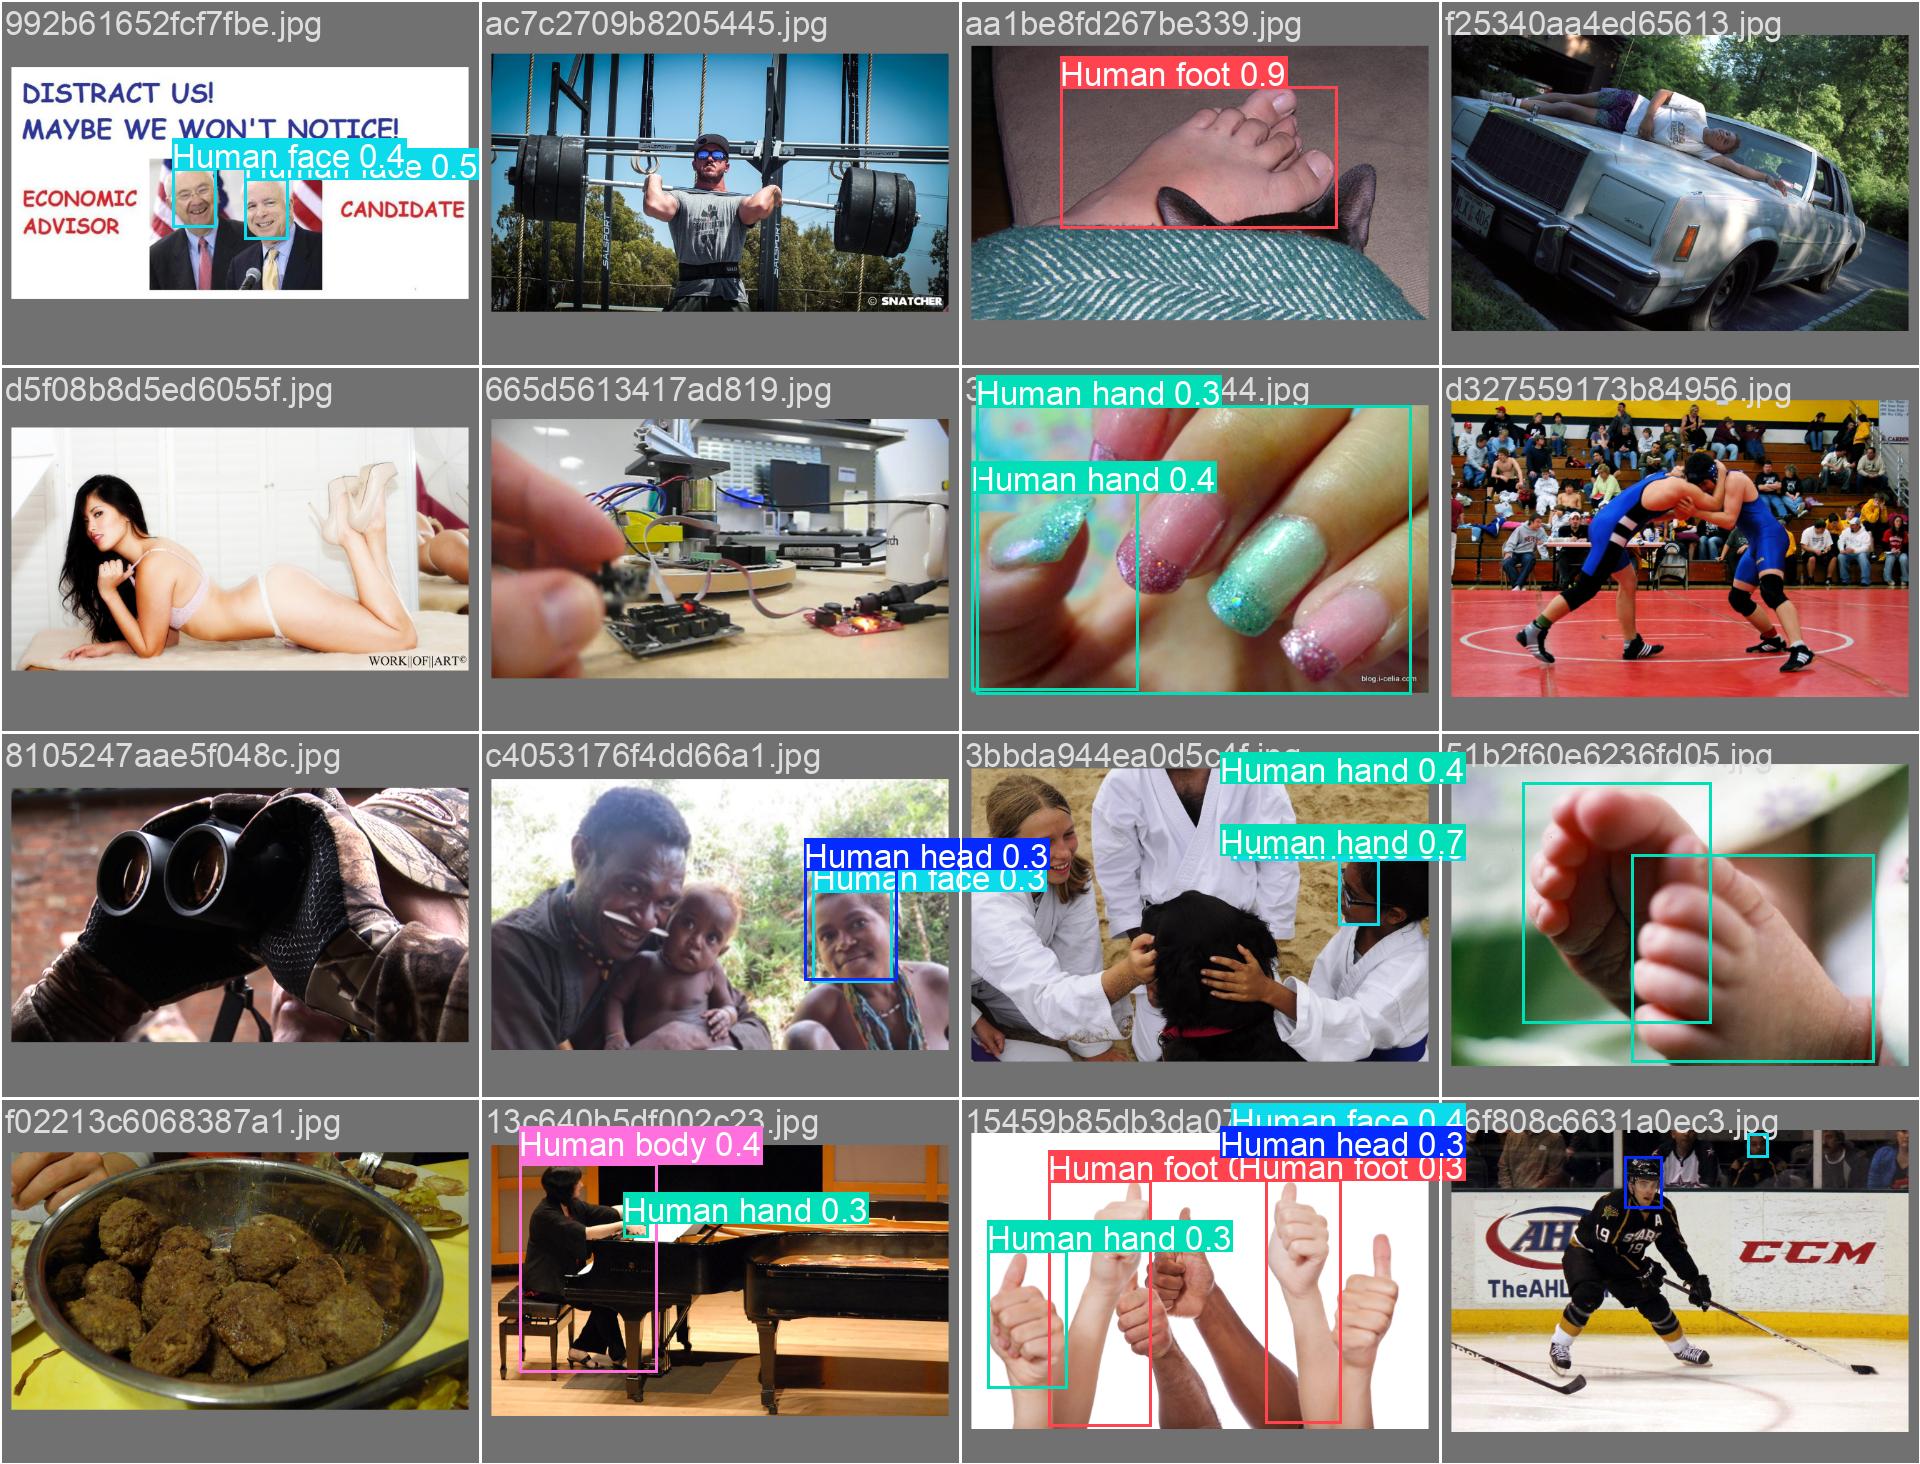 992b61652fcf7fbe.jpg
ac7c2709b8205445.jpg
aa1be8fd267be339.jpg
f25340aa4ed65613.jpg
DISTRACT US!
MAYBE WE WON'T NOTICE!
Human face 0.4
Human face 0.5
ECONOMIC
ADVISOR
CANDIDATE
SALSPORT
SALSPORT
© SNATCHER
Human foot 0.9
d5f08b8d5ed6055f.jpg
665d5613417ad819.jpg
44.jpg
d327559173b84956.jpg
WORK||OF||ART©
Human hand 0.3
Human hand 0.4
blog.i-celia.com
8105247aae5f048c.jpg
c4053176f4dd66a1.jpg
3bbda944ea0d5c4f.jpg
51b2f60e6236fd05.jpg
Human head 0.3
Human face 0.3
Human hand 0.4
Human hand 0.7
f02213c6068387a1.jpg
13c640b5df002c23.jpg
15459b85db3da07
6f808c6631a0ec3.jpg
Human body 0.4
Human hand 0.3
Human face 0.4
Human head 0.3
Human foot
Human foot 0.3
Human hand 0.3
AH
TheAHL
CCM
A
19
STARS
19